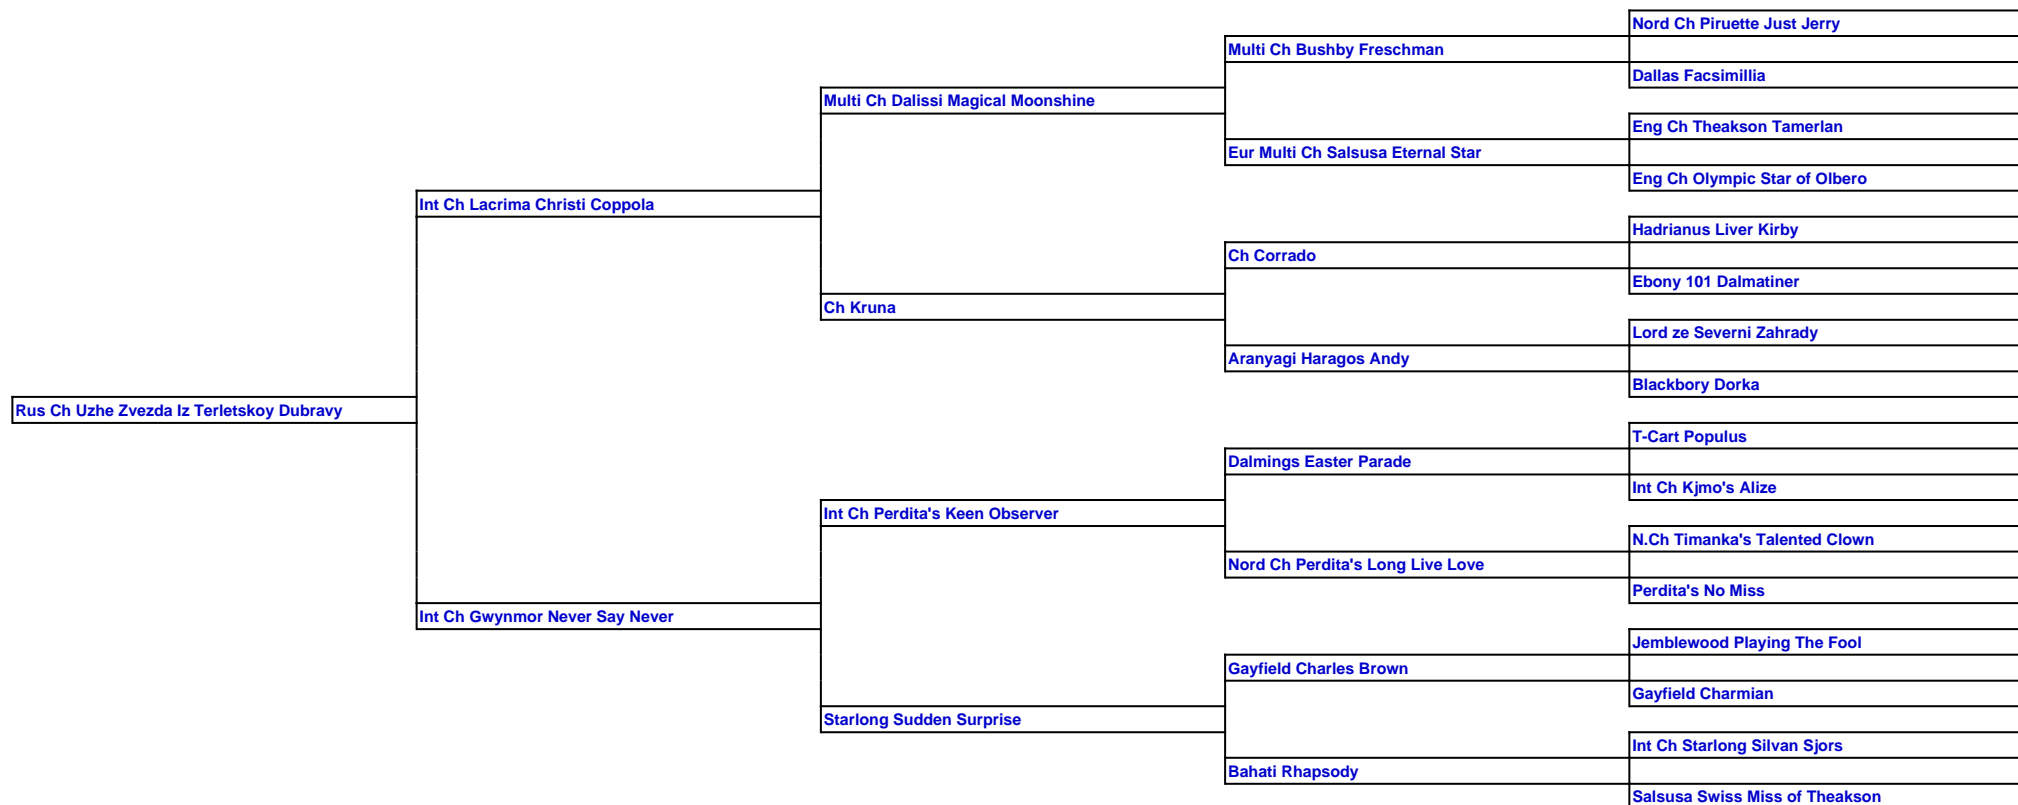 Nord Ch Piruette Just Jerry
Multi Ch Bushby Freschman
Dallas Facsimillia
Multi Ch Dalissi Magical Moonshine
Eng Ch Theakson Tamerlan
Eur Multi Ch Salsusa Eternal Star
Eng Ch Olympic Star of Olbero
Int Ch Lacrima Christi Coppola
Hadrianus Liver Kirby
Ch Corrado
Ebony 101 Dalmatiner
Ch Kruna
Lord ze Severni Zahrady
Aranyagi Haragos Andy
Blackbory Dorka
Rus Ch Uzhe Zvezda Iz Terletskoy Dubravy
T-Cart Populus
Dalmings Easter Parade
Int Ch Kjmo's Alize
Int Ch Perdita's Keen Observer
N.Ch Timanka's Talented Clown
Nord Ch Perdita's Long Live Love
Perdita's No Miss
Int Ch Gwynmor Never Say Never
Jemblewood Playing The Fool
Gayfield Charles Brown
Gayfield Charmian
Starlong Sudden Surprise
Int Ch Starlong Silvan Sjors
Bahati Rhapsody
Salsusa Swiss Miss of Theakson